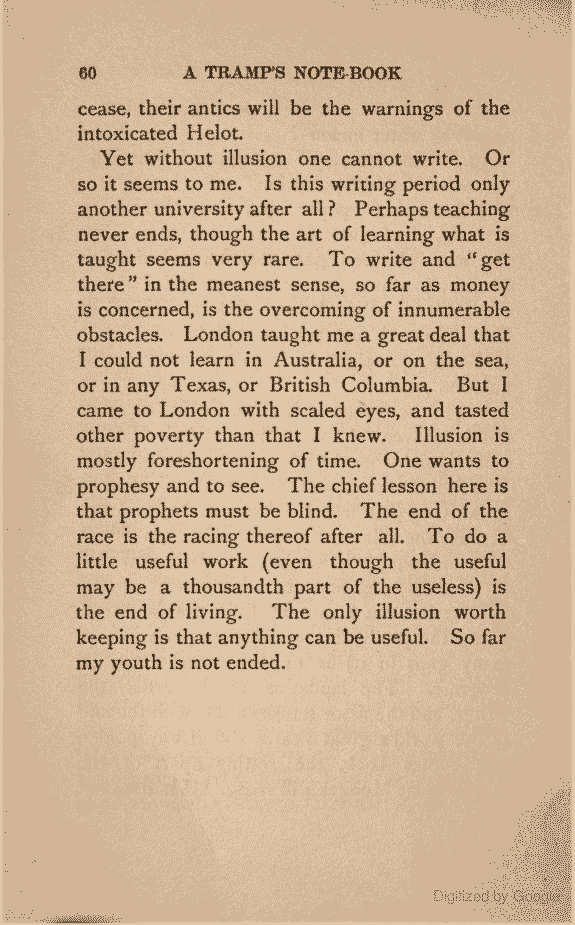 60 A TRAMP'S NOTE-BOOK
cease, their antics will be the warnings of the
intoxicated Helot.
Yet without illusion one cannot write. Or
so it seems to me. Is this writing period only
another university after all? Perhaps teaching
never ends, though the art of learning what is
taught seems very rare. To write and "get
there" in the meanest sense, so far as money
is concerned, is the overcoming of innumerable
obstacles. London taught me a great deal that
I could not learn in Australia, or on the sea,
or in any Texas, or British Columbia. But I
came to London with scaled eyes, and tasted
other poverty than that I knew. Illusion is
mostly foreshortening of time. One wants to
prophesy and to see. The chief lesson here is
that prophets must be blind. The end of the
race is the racing thereof after all. To do a
little useful work (even though the useful
may be a thousandth part of the useless) is
the end of living. The only illusion worth
keeping is that anything can be useful. So far
my youth is not ended.
Digitized by Google